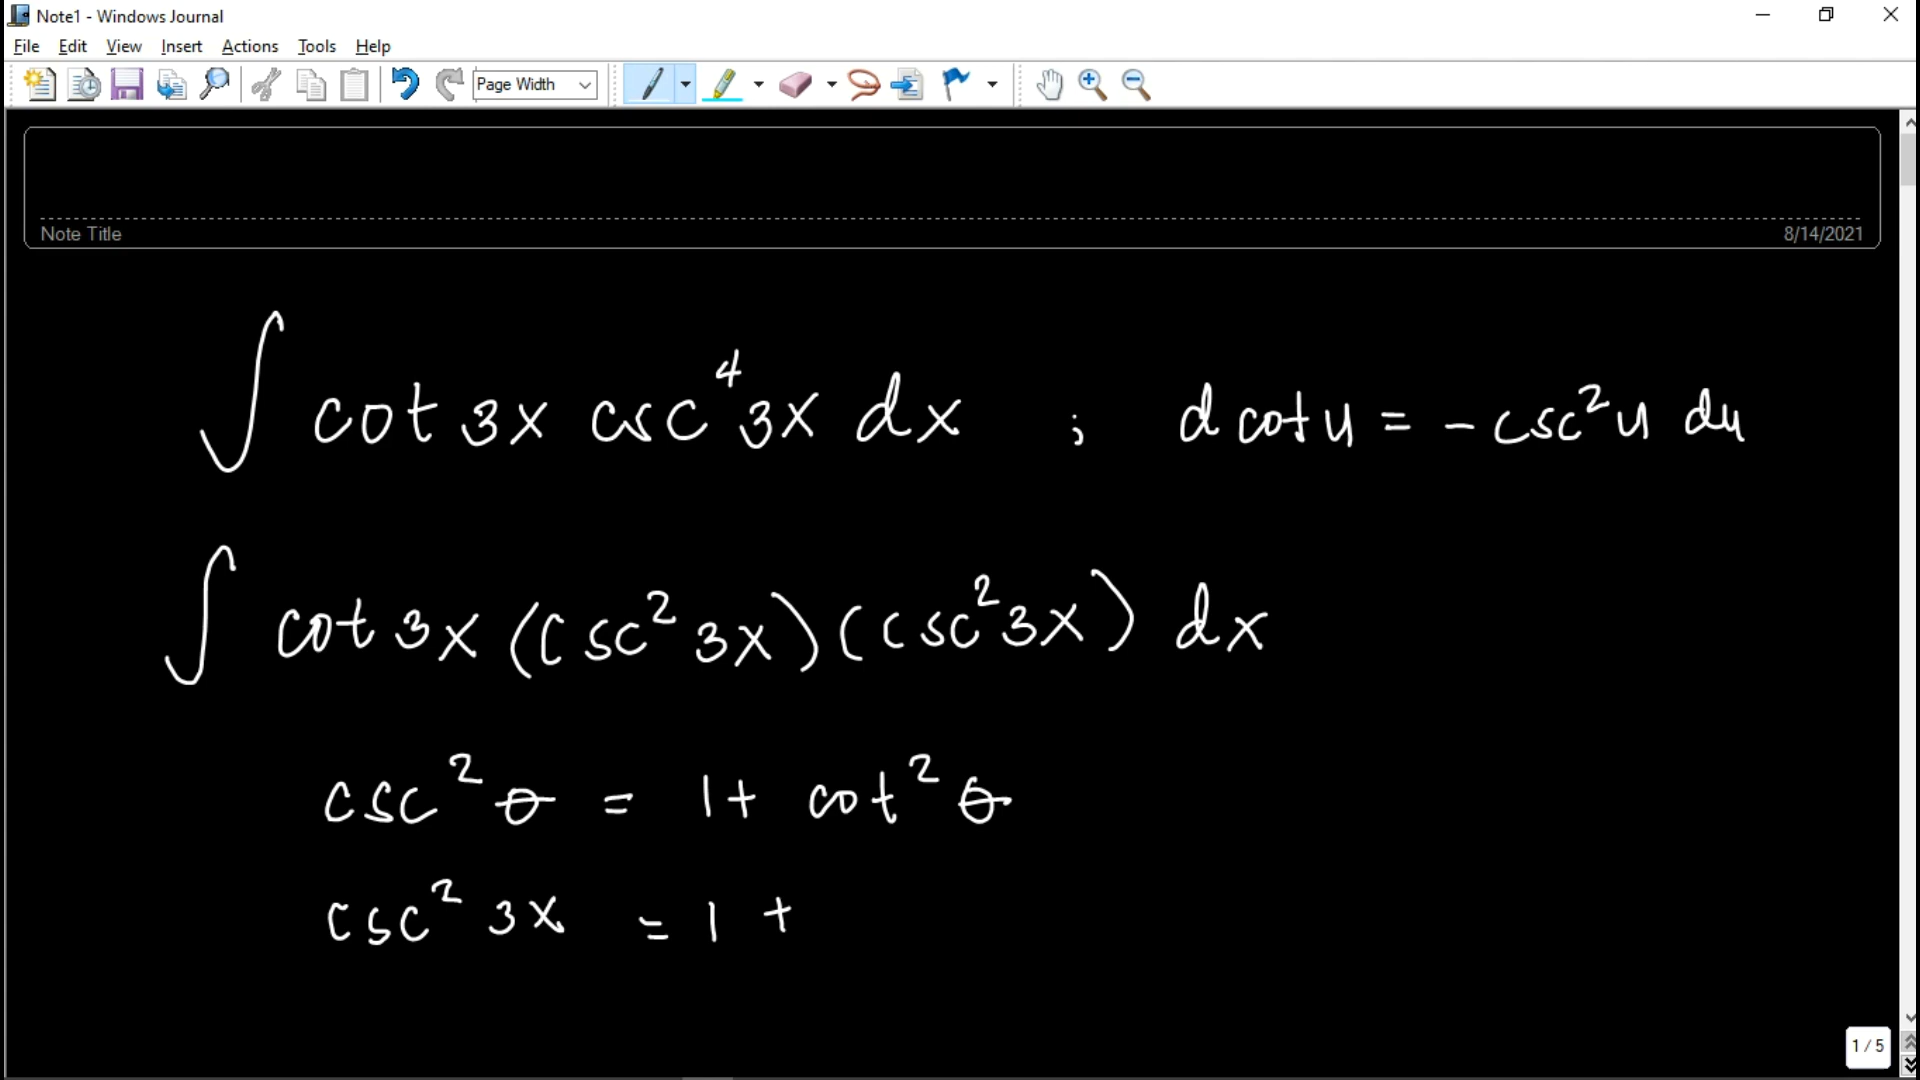 Note1 - Windows Journal
File Edit View Insert Actions Tools Help
Page Width
Note Title 8/14/2021
∫ cot 3x csc⁴ 3x dx ; d cot u = - csc² u du
∫ cot 3x (csc² 3x)(csc² 3x) dx
csc² θ = 1 + cot² θ
csc² 3x = 1 +
1 / 5